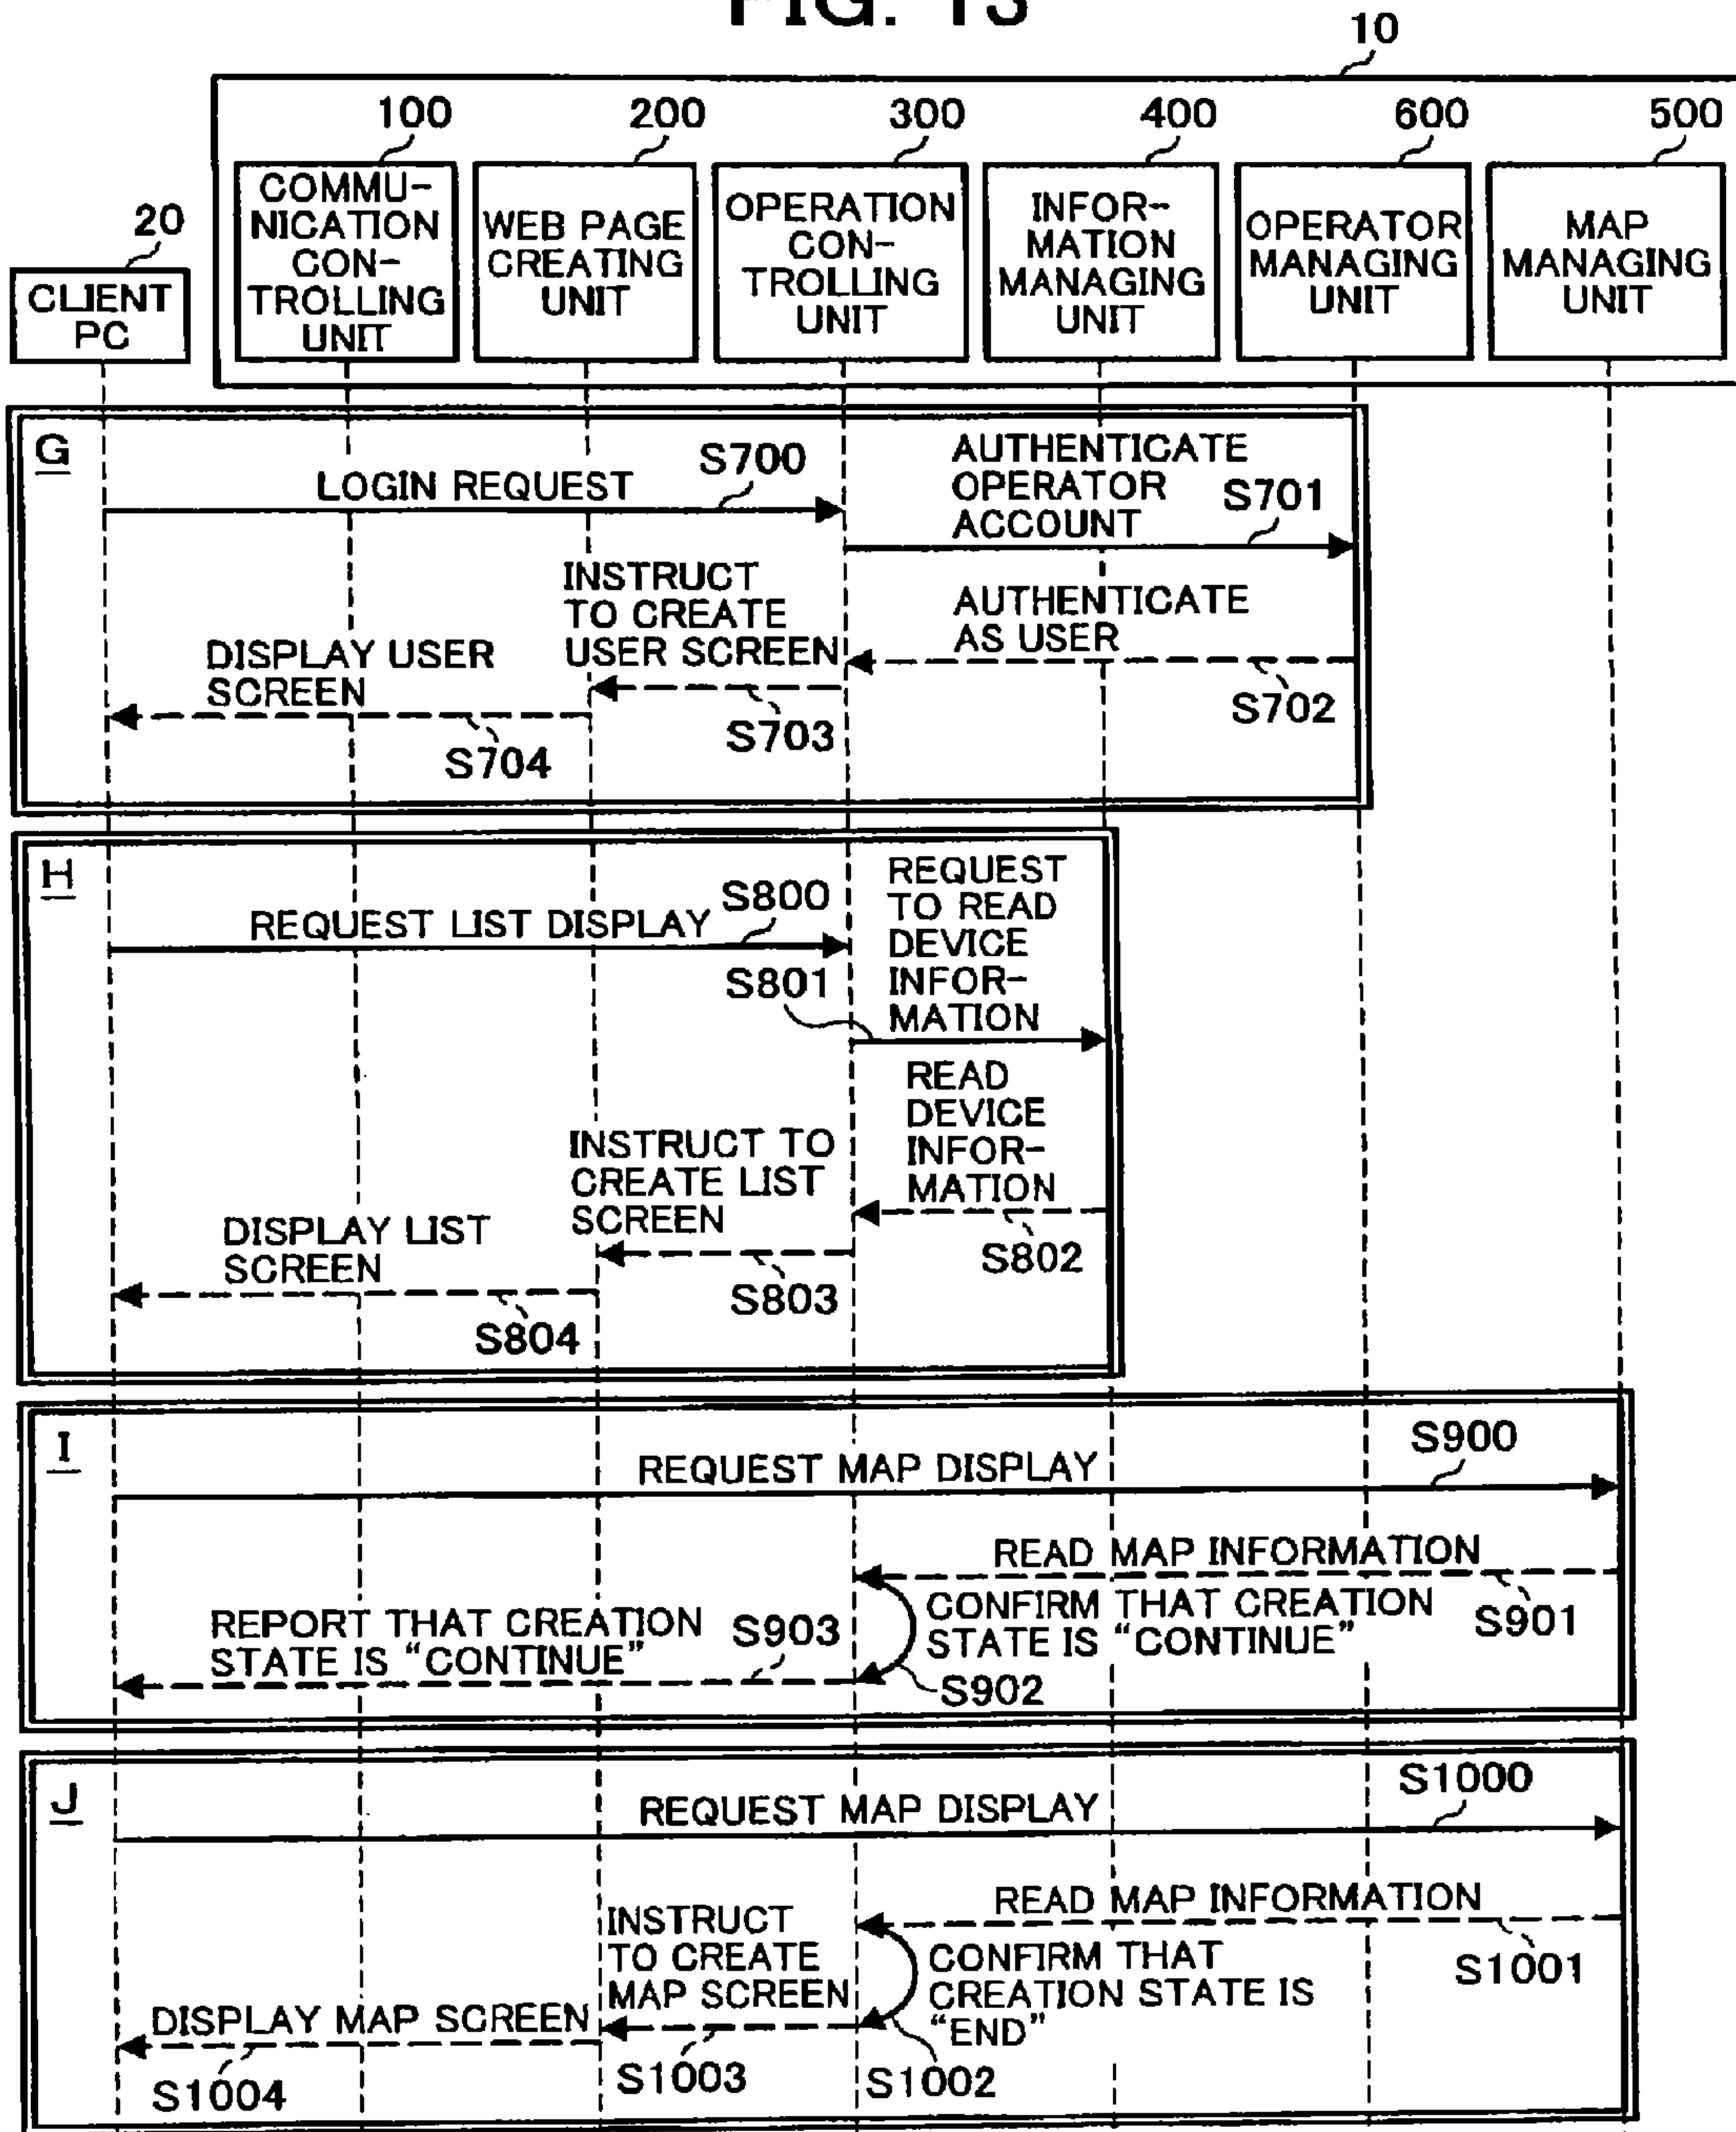 FIG. 13
10
100
200
300
400
600
500
20
CLIENT
PC
COMMU-
NICATION
CON-
TROLLING
UNIT
WEB PAGE
CREATING
UNIT
OPERATION
CON-
TROLLING
UNIT
INFOR-
MATION
MANAGING
UNIT
OPERATOR
MANAGING
UNIT
MAP
MANAGING
UNIT
G
LOGIN REQUEST
S700
AUTHENTICATE
OPERATOR
ACCOUNT
S701
INSTRUCT
TO CREATE
USER SCREEN
AUTHENTICATE
AS USER
DISPLAY USER
SCREEN
S702
S703
S704
H
REQUEST LIST DISPLAY
S800
REQUEST
TO READ
DEVICE
INFOR-
MATION
S801
READ
DEVICE
INFOR-
MATION
INSTRUCT TO
CREATE LIST
SCREEN
DISPLAY LIST
SCREEN
S802
S803
S804
I
REQUEST MAP DISPLAY
S900
READ MAP INFORMATION
S901
CONFIRM THAT CREATION
STATE IS “CONTINUE”
REPORT THAT CREATION
STATE IS “CONTINUE”
S903
S902
J
REQUEST MAP DISPLAY
S1000
READ MAP INFORMATION
S1001
INSTRUCT
TO CREATE
MAP SCREEN
CONFIRM THAT
CREATION STATE IS
“END”
DISPLAY MAP SCREEN
S1004
S1003
S1002